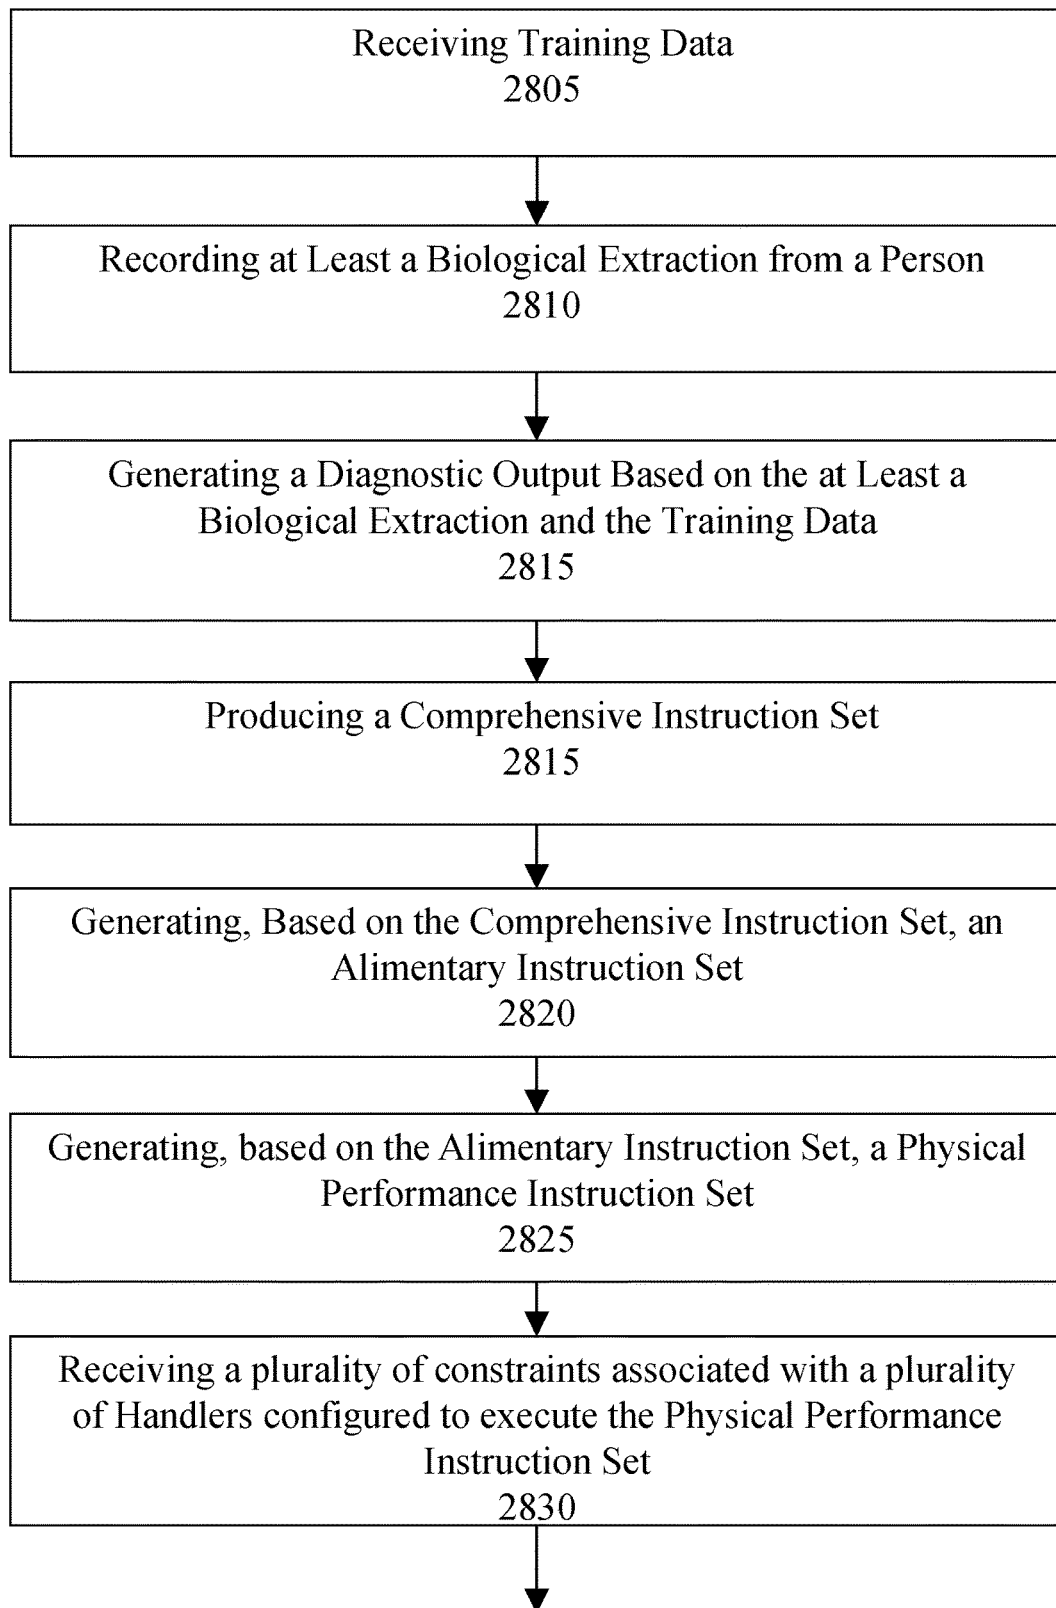 Receiving Training Data
2805
Recording at Least a Biological Extraction from a Person
2810
Generating a Diagnostic Output Based on the at Least a
Biological Extraction and the Training Data
2815
Producing a Comprehensive Instruction Set
2815
Generating, Based on the Comprehensive Instruction Set, an
Alimentary Instruction Set
2820
Generating, based on the Alimentary Instruction Set, a Physical
Performance Instruction Set
2825
Receiving a plurality of constraints associated with a plurality
of Handlers configured to execute the Physical Performance
Instruction Set
2830